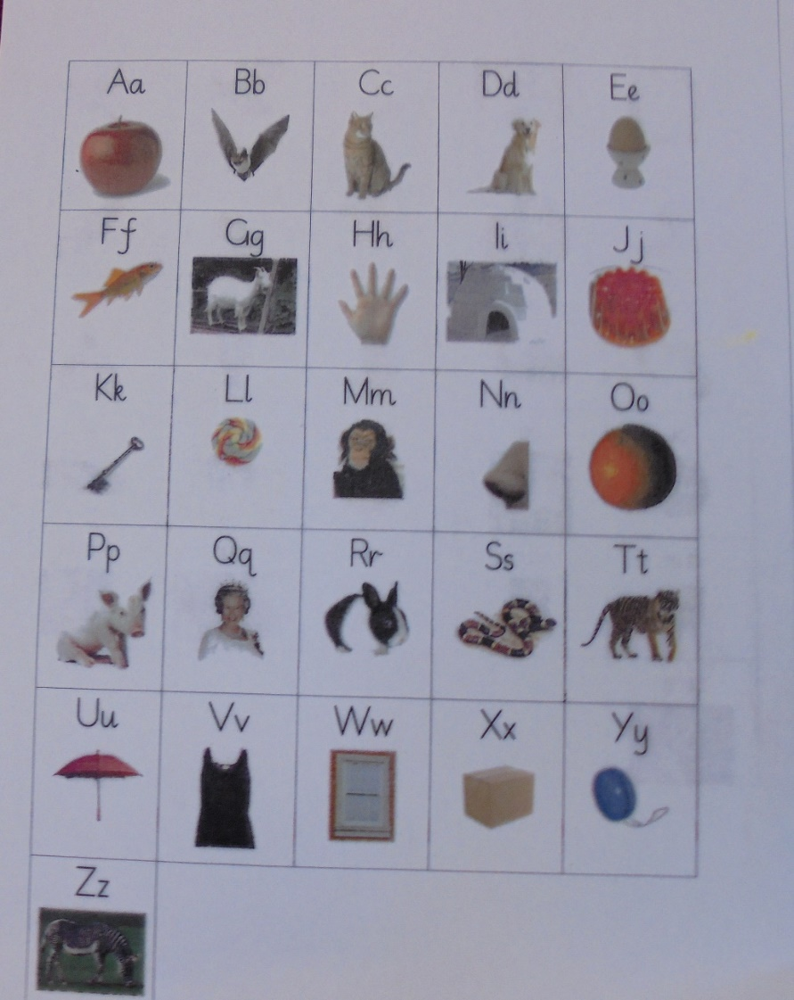 Aa Bb Cc Dd Ee
Ff Gg Hh Ii Jj
Kk Ll Mm Nn Oo
Pp Qq Rr Ss Tt
Uu Vv Ww Xx Yy
Zz